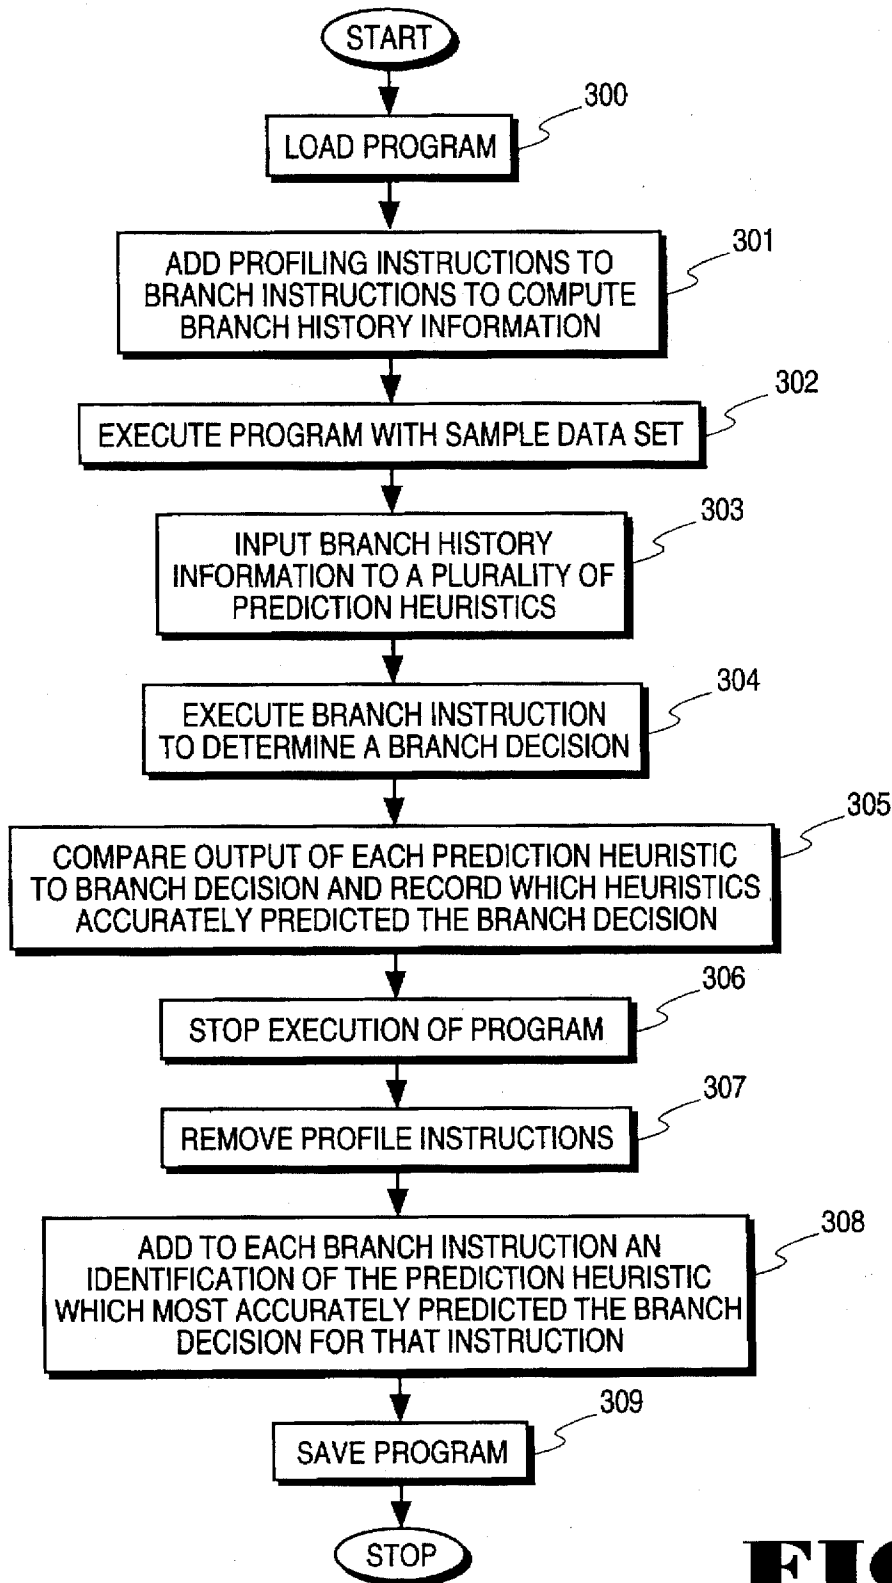 START
300
LOAD PROGRAM
301
ADD PROFILING INSTRUCTIONS TO
BRANCH INSTRUCTIONS TO COMPUTE
BRANCH HISTORY INFORMATION
302
EXECUTE PROGRAM WITH SAMPLE DATA SET
303
INPUT BRANCH HISTORY
INFORMATION TO A PLURALITY OF
PREDICTION HEURISTICS
304
EXECUTE BRANCH INSTRUCTION
TO DETERMINE A BRANCH DECISION
305
COMPARE OUTPUT OF EACH PREDICTION HEURISTIC
TO BRANCH DECISION AND RECORD WHICH HEURISTICS
ACCURATELY PREDICTED THE BRANCH DECISION
306
STOP EXECUTION OF PROGRAM
307
REMOVE PROFILE INSTRUCTIONS
308
ADD TO EACH BRANCH INSTRUCTION AN
IDENTIFICATION OF THE PREDICTION HEURISTIC
WHICH MOST ACCURATELY PREDICTED THE BRANCH
DECISION FOR THAT INSTRUCTION
309
SAVE PROGRAM
STOP